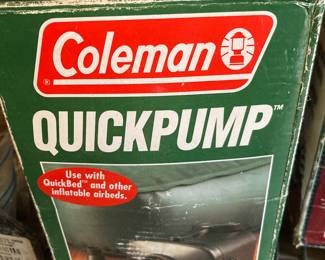 Coleman
®
QUICKPUMP™
Use with
QuickBed™ and other
inflatable airbeds.